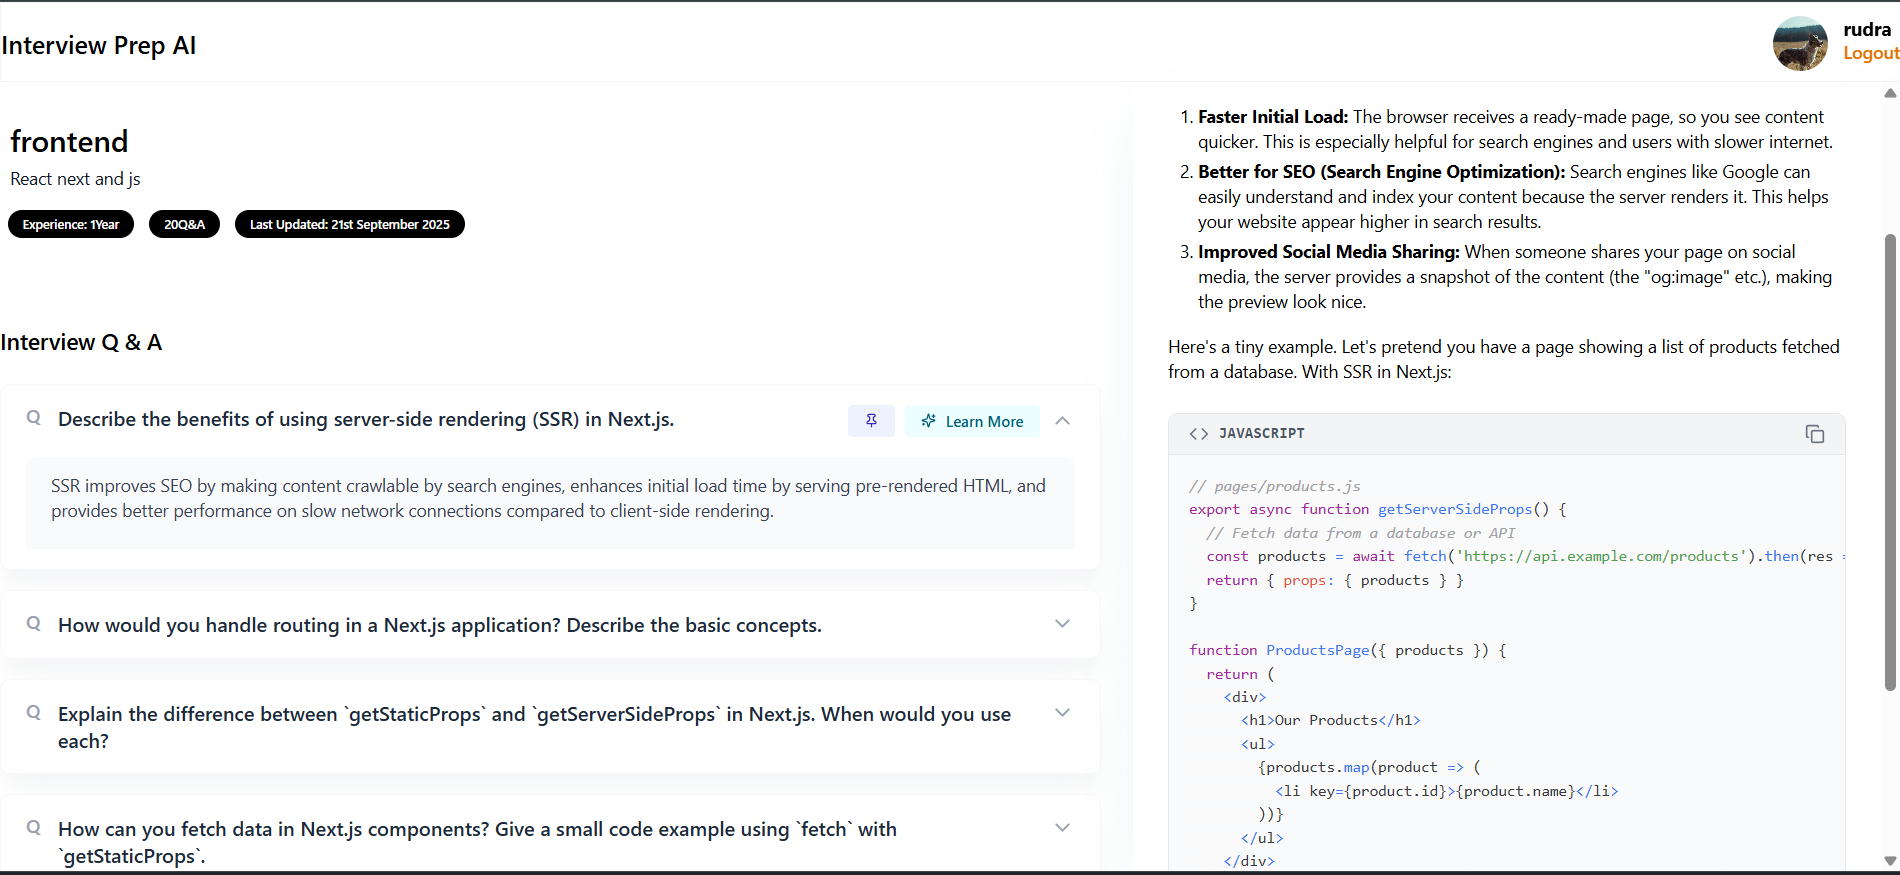 Interview Prep AI
rudra
Logout
frontend
React next and js
Experience: 1Year
20Q&A
Last Updated: 21st September 2025
Interview Q & A
Q Describe the benefits of using server-side rendering (SSR) in Next.js.
Learn More
SSR improves SEO by making content crawlable by search engines, enhances initial load time by serving pre-rendered HTML, and
provides better performance on slow network connections compared to client-side rendering.
Q How would you handle routing in a Next.js application? Describe the basic concepts.
Q Explain the difference between `getStaticProps` and `getServerSideProps` in Next.js. When would you use
each?
Q How can you fetch data in Next.js components? Give a small code example using `fetch` with
`getStaticProps`.
1. Faster Initial Load: The browser receives a ready-made page, so you see content
quicker. This is especially helpful for search engines and users with slower internet.
2. Better for SEO (Search Engine Optimization): Search engines like Google can
easily understand and index your content because the server renders it. This helps
your website appear higher in search results.
3. Improved Social Media Sharing: When someone shares your page on social
media, the server provides a snapshot of the content (the "og:image" etc.), making
the preview look nice.
Here's a tiny example. Let's pretend you have a page showing a list of products fetched
from a database. With SSR in Next.js:
<> JAVASCRIPT
// pages/products.js
export async function getServerSideProps() {
  // Fetch data from a database or API
  const products = await fetch('https://api.example.com/products').then(res =
  return { props: { products } }
}
function ProductsPage({ products }) {
  return (
    <div>
      <h1>Our Products</h1>
      <ul>
        {products.map(product => (
          <li key={product.id}>{product.name}</li>
        ))}
      </ul>
    </div>